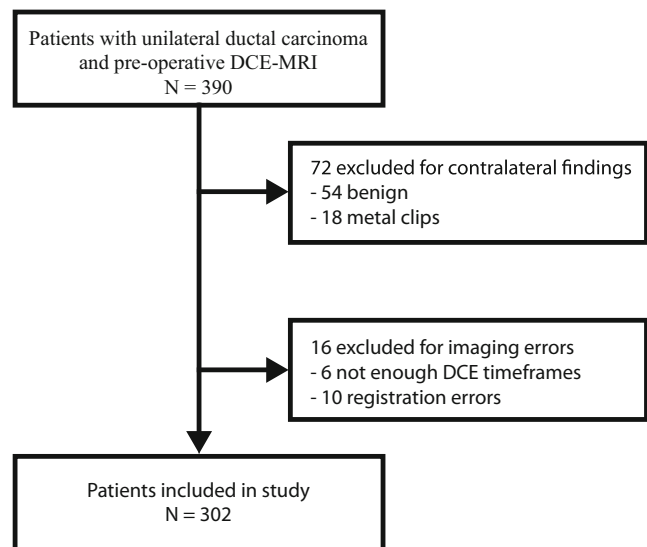 Patients with unilateral ductal carcinoma
and pre-operative DCE-MRI
N = 390
72 excluded for contralateral findings
- 54 benign
- 18 metal clips
16 excluded for imaging errors
- 6 not enough DCE timeframes
- 10 registration errors
Patients included in study
N = 302